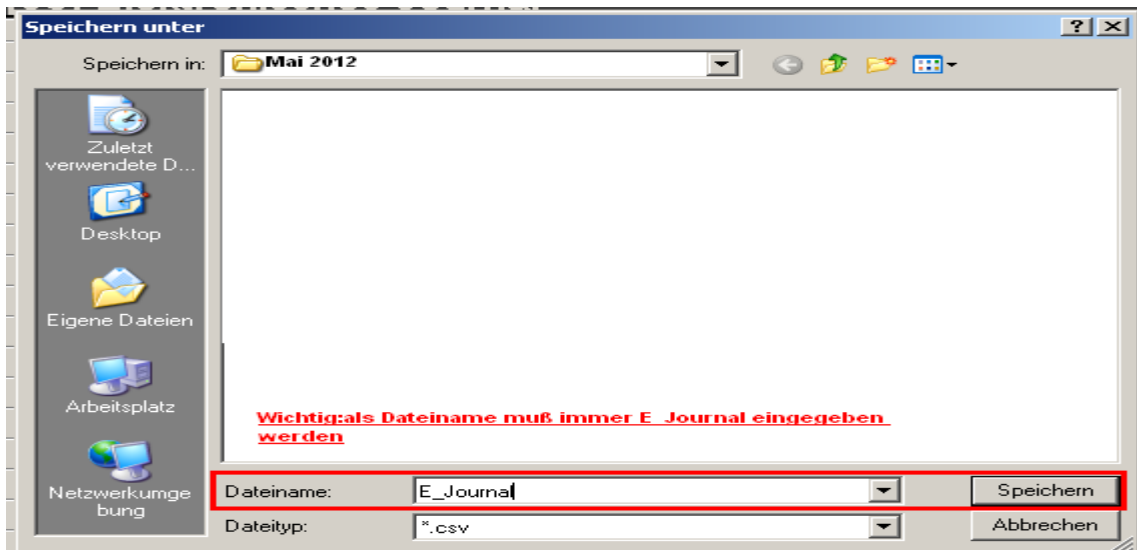 Speichern unter
Speichern in: Mai 2012
Zuletzt
verwendete D...
Desktop
Eigene Dateien
Arbeitsplatz
Netzwerkumge
bung
Wichtig:als Dateiname muß immer E_Journal eingegeben
werden
Dateiname: E_Journal Speichern
Dateityp: *.csv Abbrechen